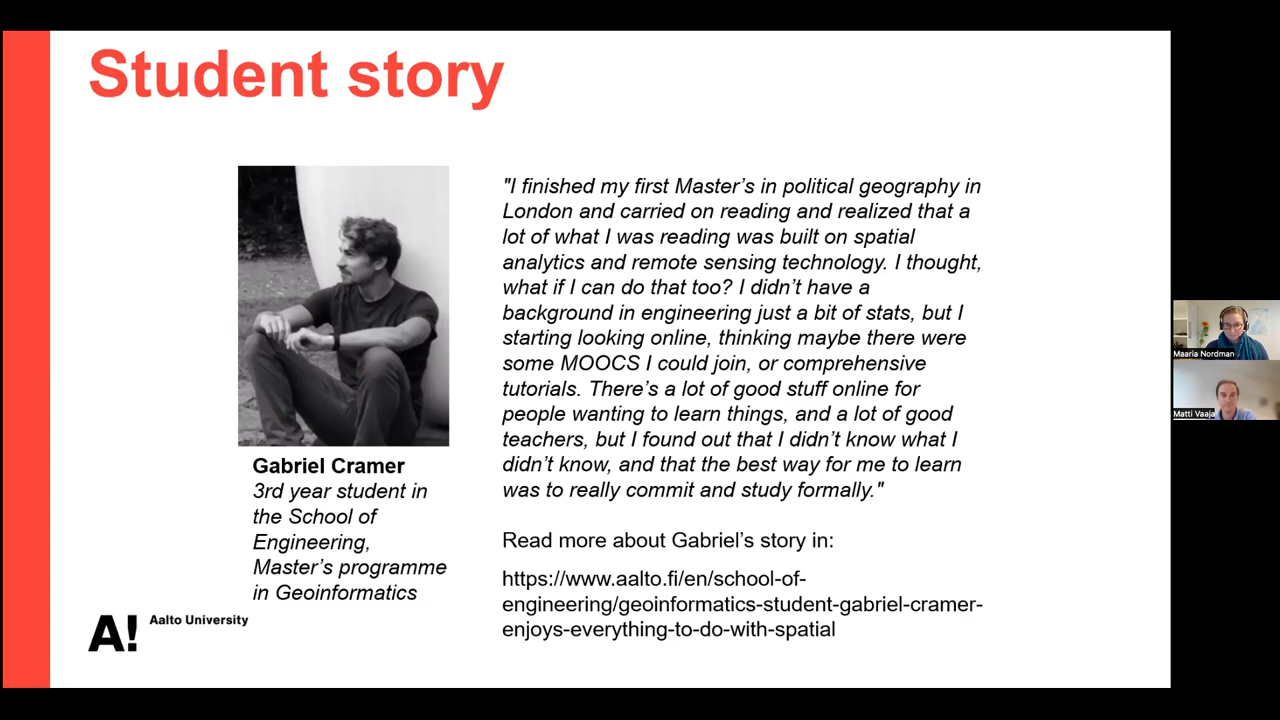 Student story
"I finished my first Master's in political geography in
London and carried on reading and realized that a
lot of what I was reading was built on spatial
analytics and remote sensing technology. I thought,
what if I can do that too? I didn't have a
background in engineering just a bit of stats, but I
starting looking online, thinking maybe there were
some MOOCS I could join, or comprehensive
tutorials. There's a lot of good stuff online for
people wanting to learn things, and a lot of good
teachers, but I found out that I didn't know what I
didn't know, and that the best way for me to learn
was to really commit and study formally."
Read more about Gabriel's story in:
https://www.aalto.fi/en/school-of-
engineering/geoinformatics-student-gabriel-cramer-
enjoys-everything-to-do-with-spatial
Gabriel Cramer
3rd year student in
the School of
Engineering,
Master's programme
in Geoinformatics
A! Aalto University
Maaria Nordman
Matti Vaaja